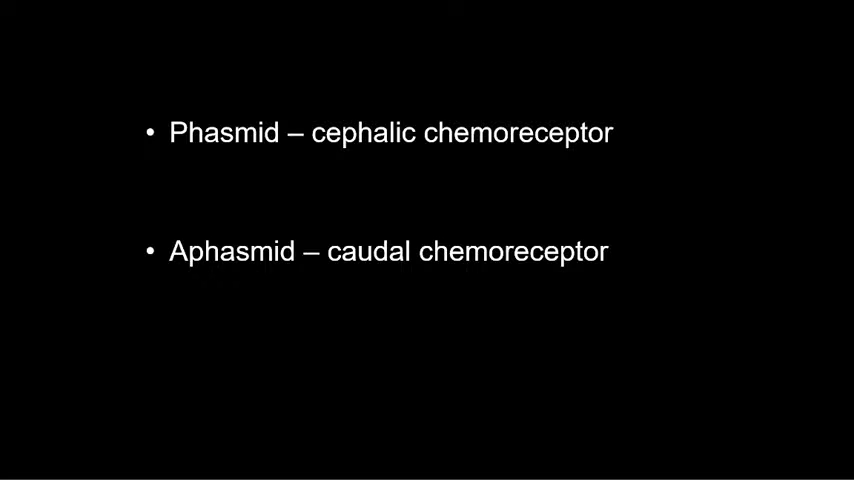 • Phasmid – cephalic chemoreceptor
• Aphasmid – caudal chemoreceptor